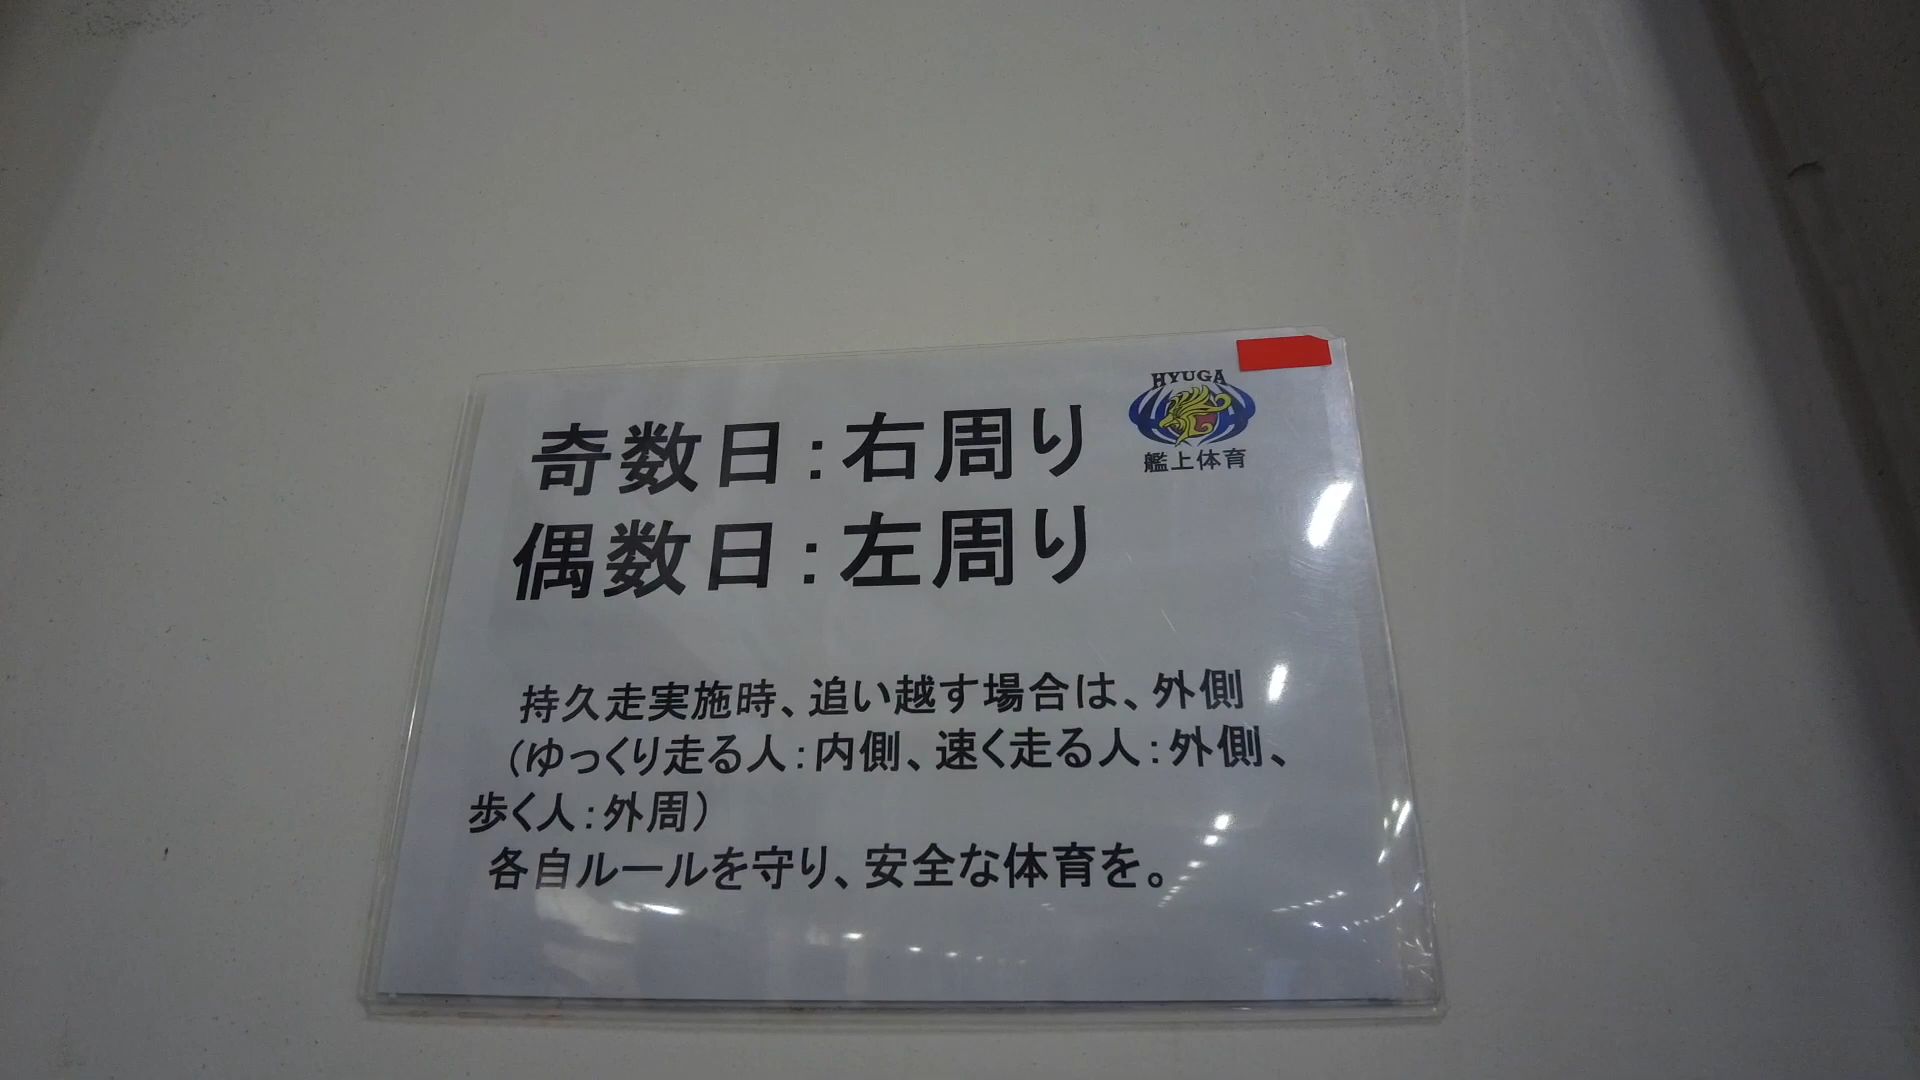 HYUGA
艦上体育
奇数日：右周り
偶数日：左周り
持久走実施時、追い越す場合は、外側
（ゆっくり走る人：内側、速く走る人：外側、
歩く人：外周）
各自ルールを守り、安全な体育を。